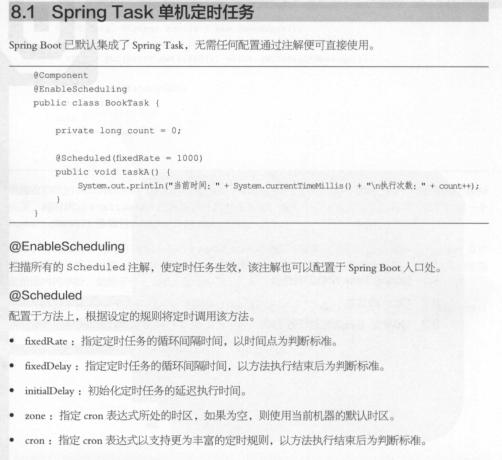 8.1 Spring Task 单机定时任务
Spring Boot 已默认集成了 Spring Task，无需任何配置通过注解便可直接使用。
@Component
@EnableScheduling
public class BookTask {
private long count = 0;
@Scheduled(fixedRate = 1000)
public void taskA() {
System.out.println("当前时间：" + System.currentTimeMillis() + "\n执行次数：" + count++);
}
}
@EnableScheduling
扫描所有的 Scheduled 注解，使定时任务生效，该注解也可以配置于 Spring Boot 入口处。
@Scheduled
配置于方法上，根据设定的规则将定时调用该方法。
• fixedRate：指定定时任务的循环间隔时间，以时间点为判断标准。
• fixedDelay：指定定时任务的循环间隔时间，以方法执行结束后为判断标准。
• initialDelay：初始化定时任务的延迟执行时间。
• zone：指定 cron 表达式所处的时区，如果为空，则使用当前机器的默认时区。
• cron：指定 cron 表达式以支持更为丰富的定时规则，以方法执行结束后为判断标准。